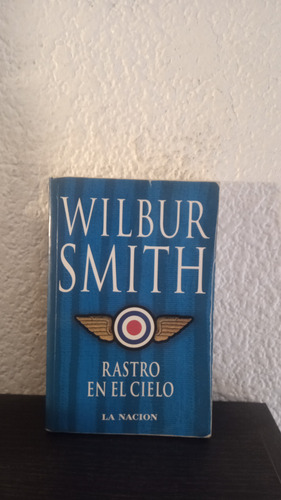 WILBUR
SMITH
RASTRO
EN EL CIELO
LA NACION